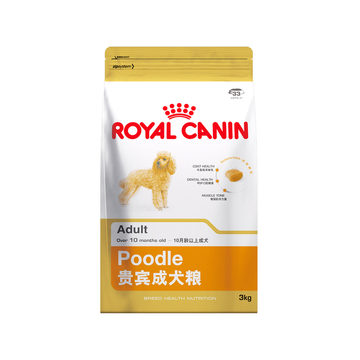 33
ROYAL CANIN
COAT HEALTH
DENTAL HEALTH
MUSCLE TONE
Adult
Over 10 months old 10月龄以上成犬
Poodle
贵宾成犬粮
BREED HEALTH NUTRITION
3kg